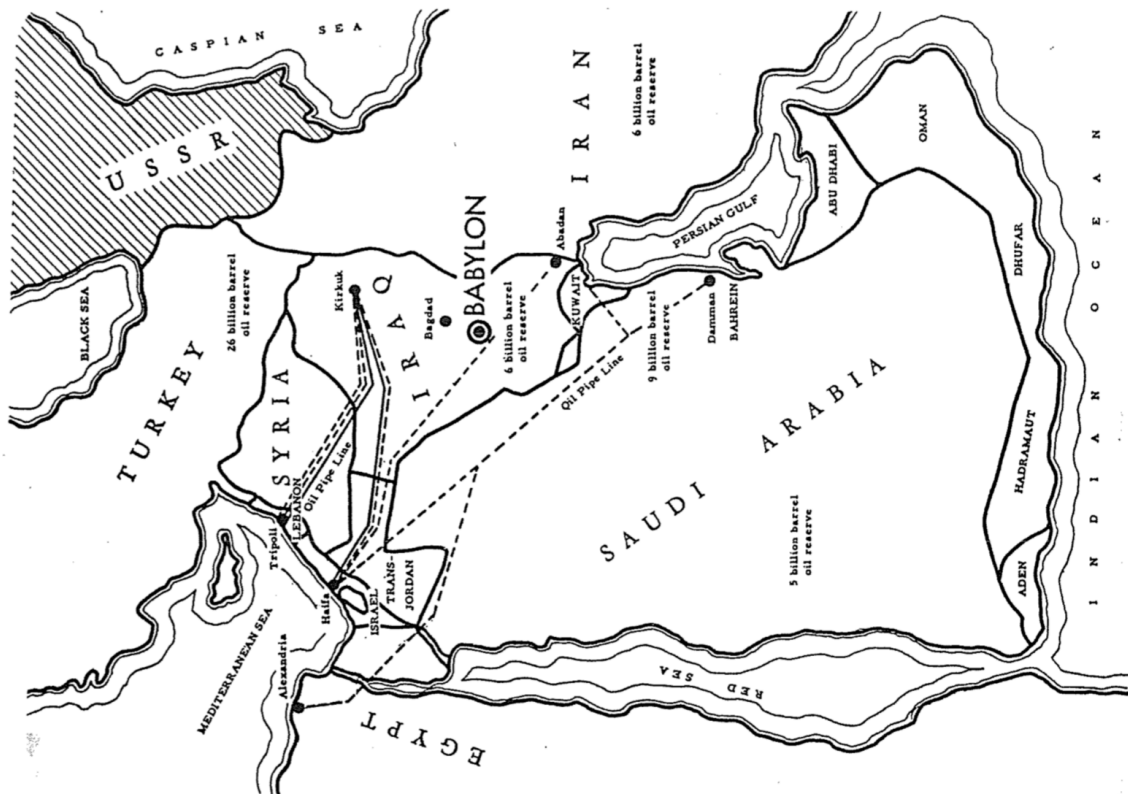 CASPIAN SEA
USSR
BLACK SEA
TURKEY
26 billion barrel
oil reserve
IRAN
6 billion barrel
oil reserve
SYRIA
Kirkuk
IRAQ
Bagdad
BABYLON
Abadan
6 billion barrel
oil reserve
KUWAIT
PERSIAN GULF
ABU DHABI
OMAN
Oil Pipe Line
LEBANON
Tripoli
Haifa
ISRAEL
TRANS-
JORDAN
MEDITERRANEAN SEA
Alexandria
EGYPT
Oil Pipe Line
9 billion barrel
oil reserve
Damman
BAHREIN
SAUDI ARABIA
5 billion barrel
oil reserve
DHUFAR
HADRAMAUT
ADEN
RED SEA
INDIAN OCEAN